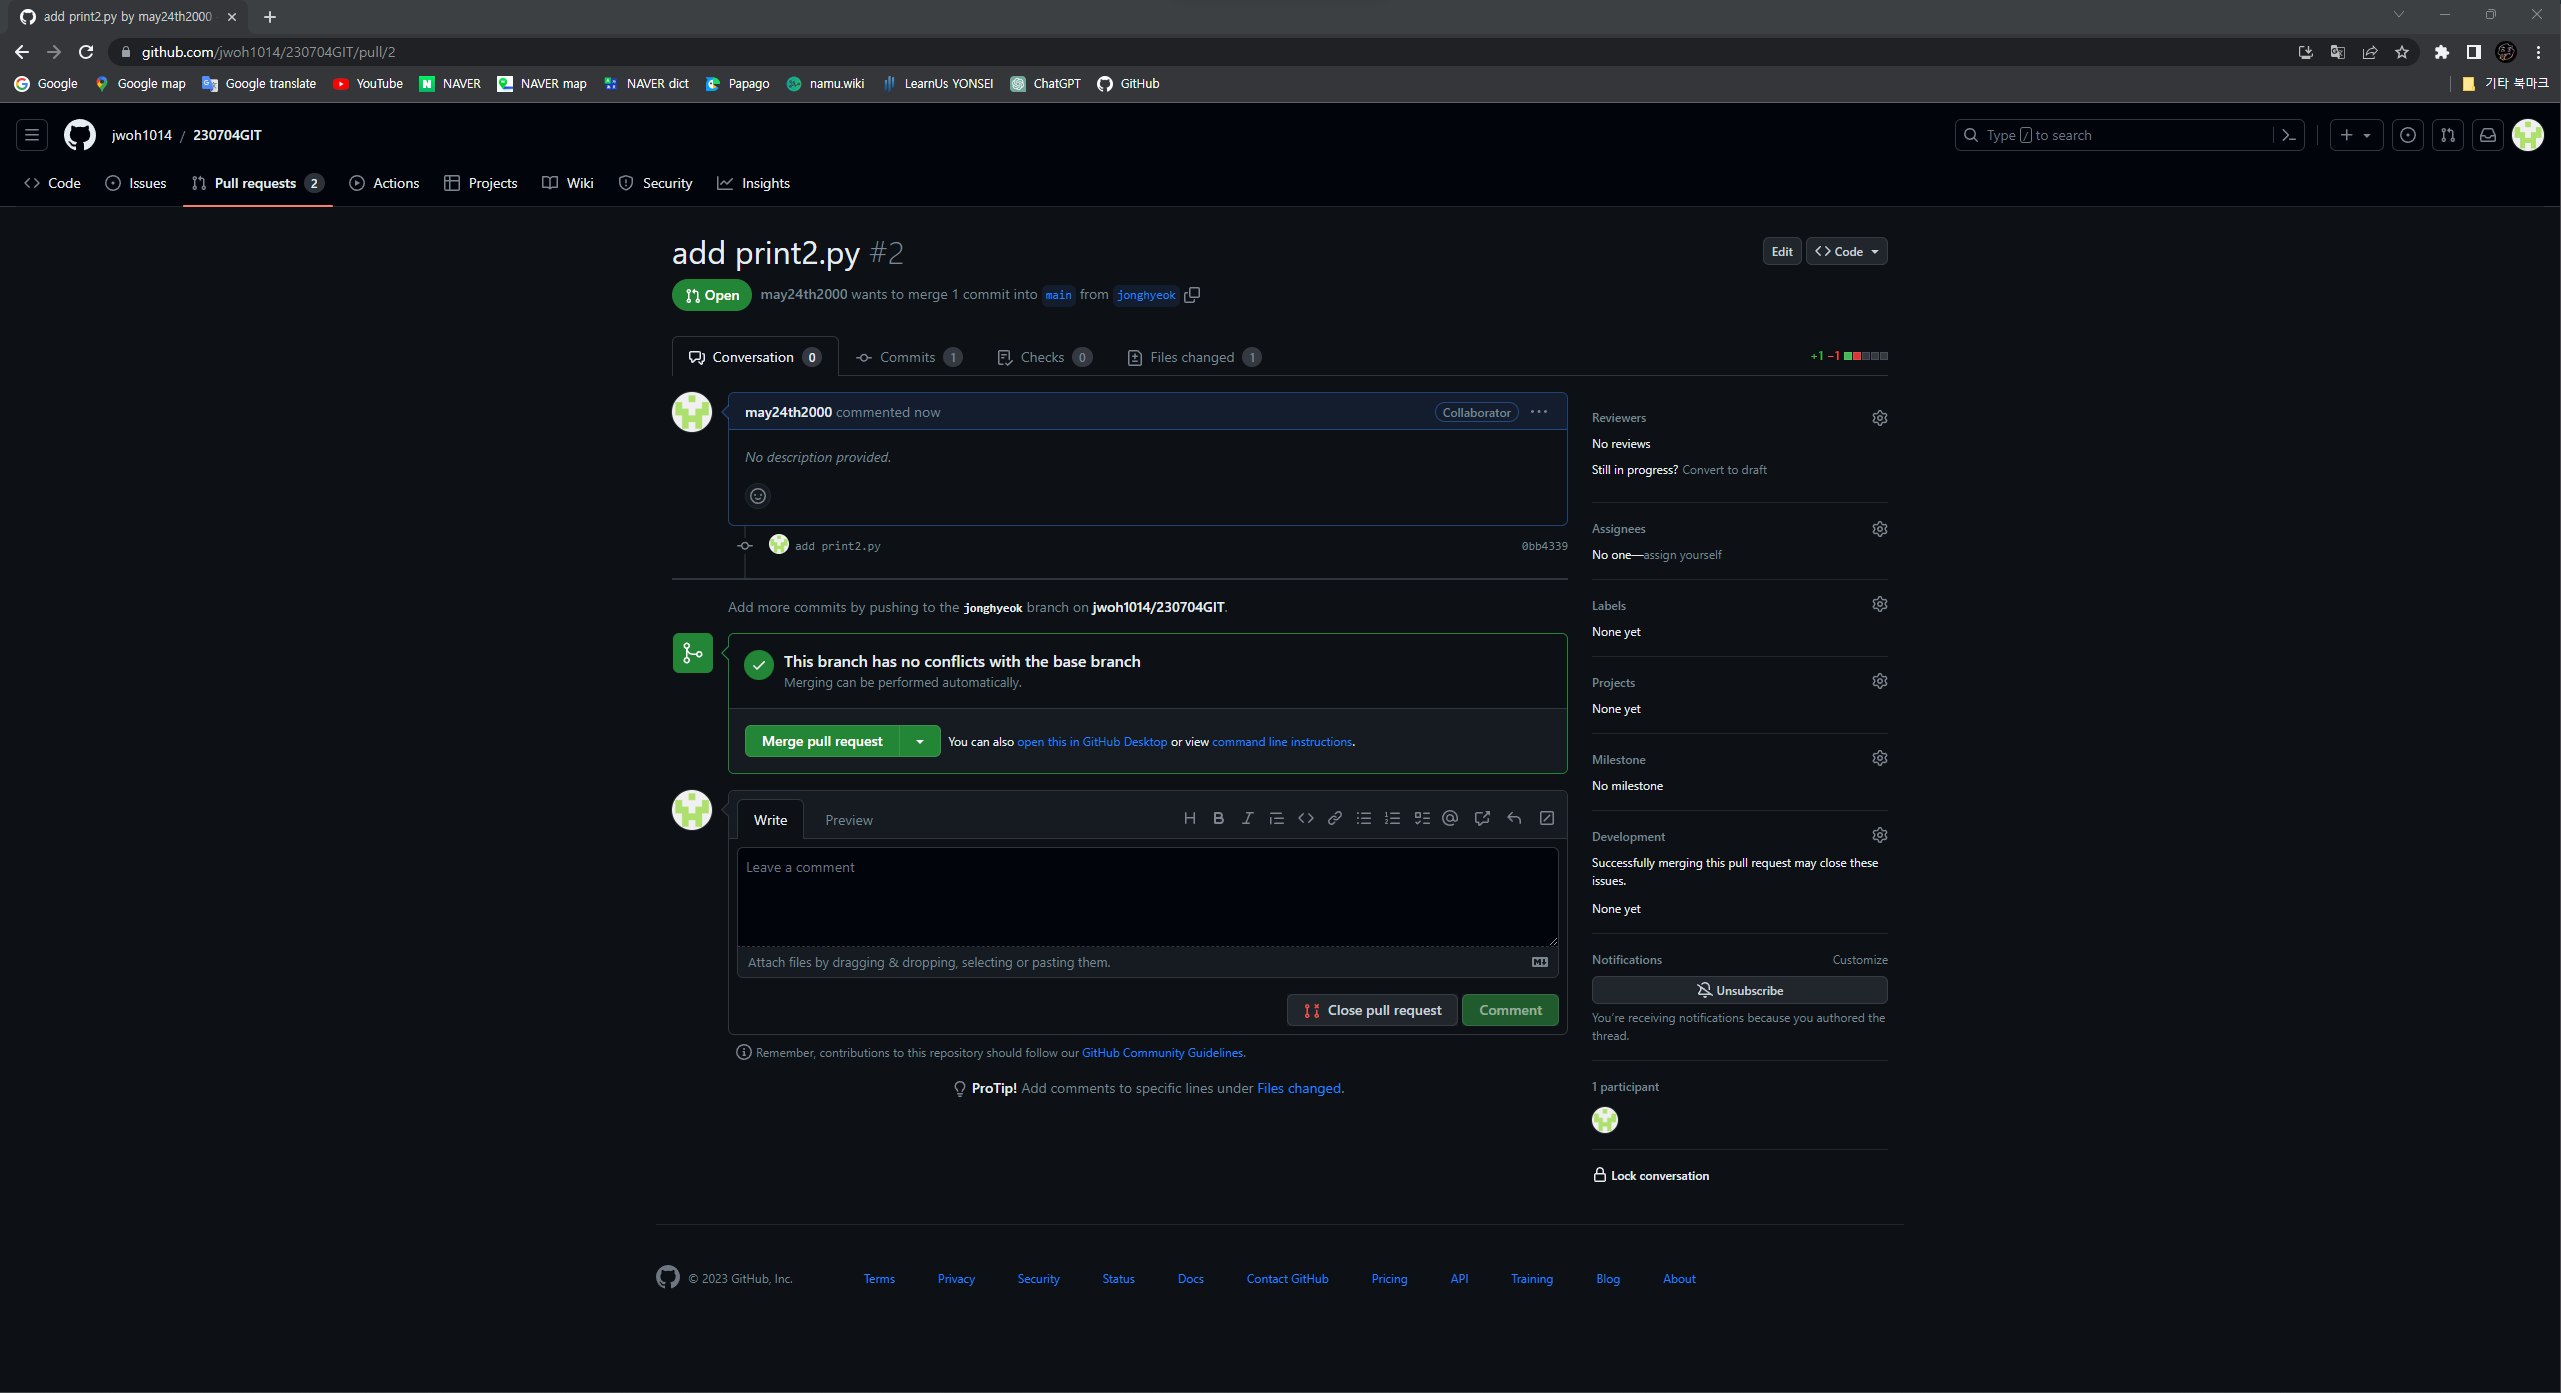 add print2.py by may24th2000
github.com/jwoh1014/230704GIT/pull/2
Google
Google map
Google translate
YouTube
NAVER
NAVER map
NAVER dict
Papago
namu.wiki
LearnUs YONSEI
ChatGPT
GitHub
기타 북마크
jwoh1014 / 230704GIT
Type / to search
Code
Issues
Pull requests 2
Actions
Projects
Wiki
Security
Insights
add print2.py #2
Edit
Code
Open
may24th2000 wants to merge 1 commit into main from jonghyeok
Conversation 0
Commits 1
Checks 0
Files changed 1
+1 −1
may24th2000 commented now
Collaborator
No description provided.
add print2.py
0bb4339
Add more commits by pushing to the jonghyeok branch on jwoh1014/230704GIT.
This branch has no conflicts with the base branch
Merging can be performed automatically.
Merge pull request
You can also open this in GitHub Desktop or view command line instructions.
Write
Preview
Leave a comment
Attach files by dragging & dropping, selecting or pasting them.
Close pull request
Comment
Remember, contributions to this repository should follow our GitHub Community Guidelines.
ProTip! Add comments to specific lines under Files changed.
Reviewers
No reviews
Still in progress? Convert to draft
Assignees
No one—assign yourself
Labels
None yet
Projects
None yet
Milestone
No milestone
Development
Successfully merging this pull request may close these
issues.
None yet
Notifications
Customize
Unsubscribe
You're receiving notifications because you authored the
thread.
1 participant
Lock conversation
© 2023 GitHub, Inc.
Terms
Privacy
Security
Status
Docs
Contact GitHub
Pricing
API
Training
Blog
About